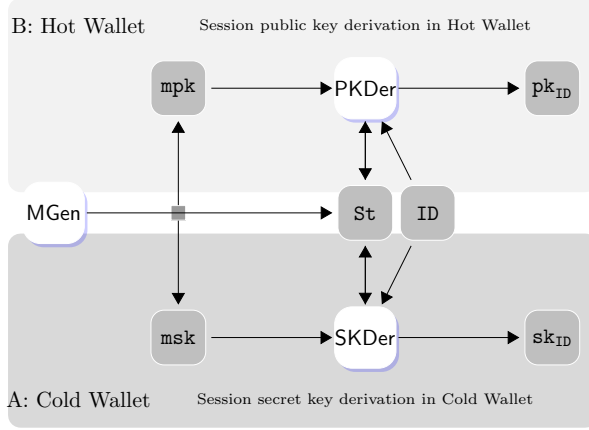 B: Hot Wallet Session public key derivation in Hot Wallet
mpk PKDer pk_ID
MGen St ID
msk SKDer sk_ID
A: Cold Wallet Session secret key derivation in Cold Wallet